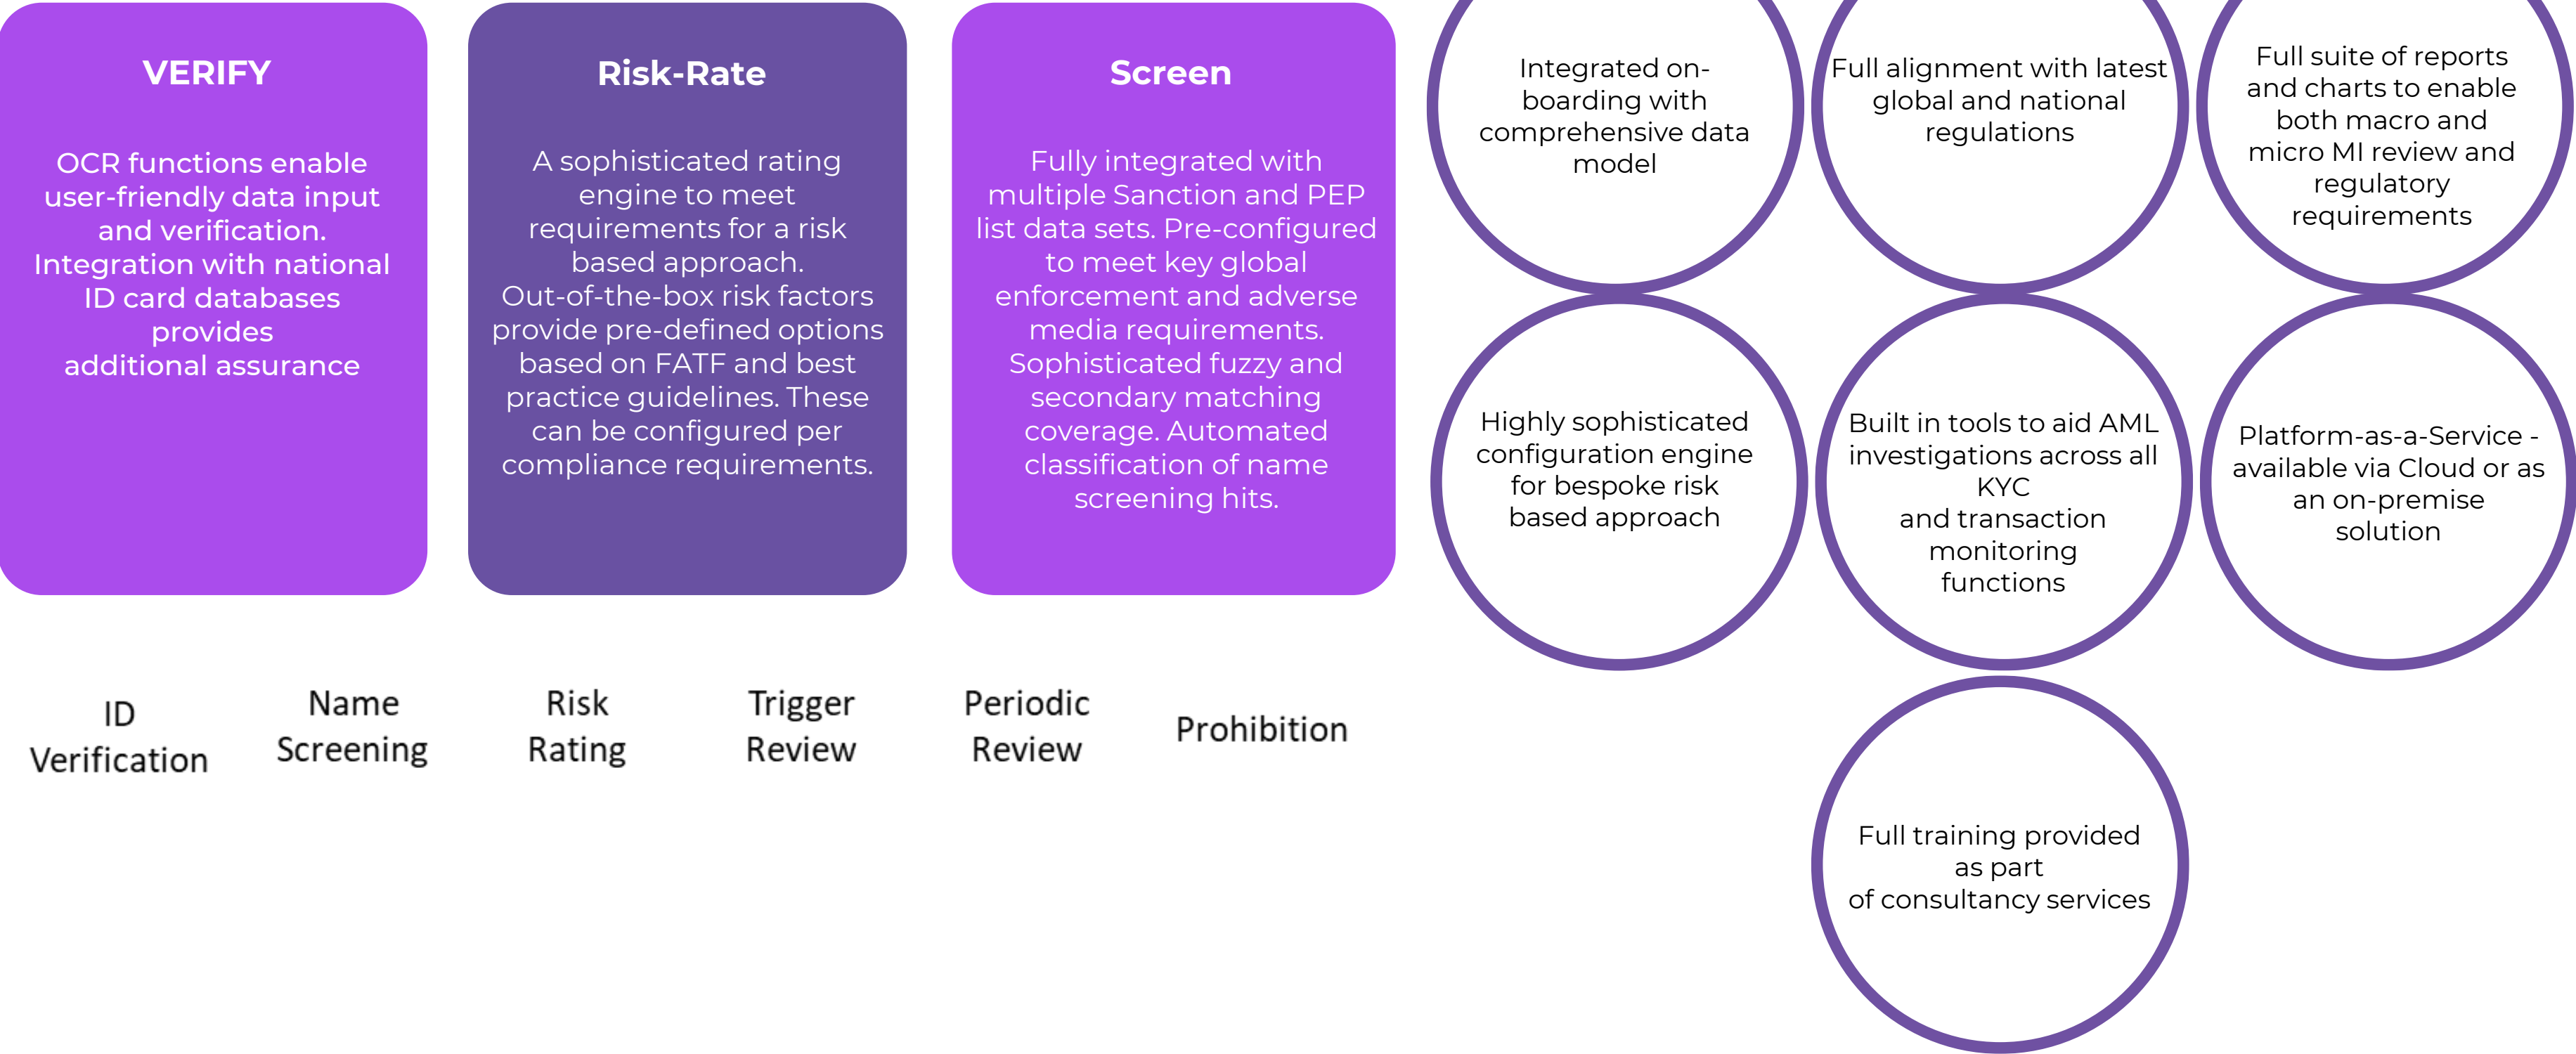 VERIFY
OCR functions enable
user-friendly data input
and verification.
Integration with national
ID card databases
provides
additional assurance
Risk-Rate
A sophisticated rating
engine to meet
requirements for a risk
based approach.
Out-of-the-box risk factors
provide pre-defined options
based on FATF and best
practice guidelines. These
can be configured per
compliance requirements.
Screen
Fully integrated with
multiple Sanction and PEP
list data sets. Pre-configured
to meet key global
enforcement and adverse
media requirements.
Sophisticated fuzzy and
secondary matching
coverage. Automated
classification of name
screening hits.
ID
Verification
Name
Screening
Risk
Rating
Trigger
Review
Periodic
Review
Prohibition
Integrated on-
boarding with
comprehensive data
model
Full alignment with latest
global and national
regulations
Full suite of reports
and charts to enable
both macro and
micro MI review and
regulatory
requirements
Highly sophisticated
configuration engine
for bespoke risk
based approach
Built in tools to aid AML
investigations across all
KYC
and transaction
monitoring
functions
Platform-as-a-Service -
available via Cloud or as
an on-premise
solution
Full training provided
as part
of consultancy services